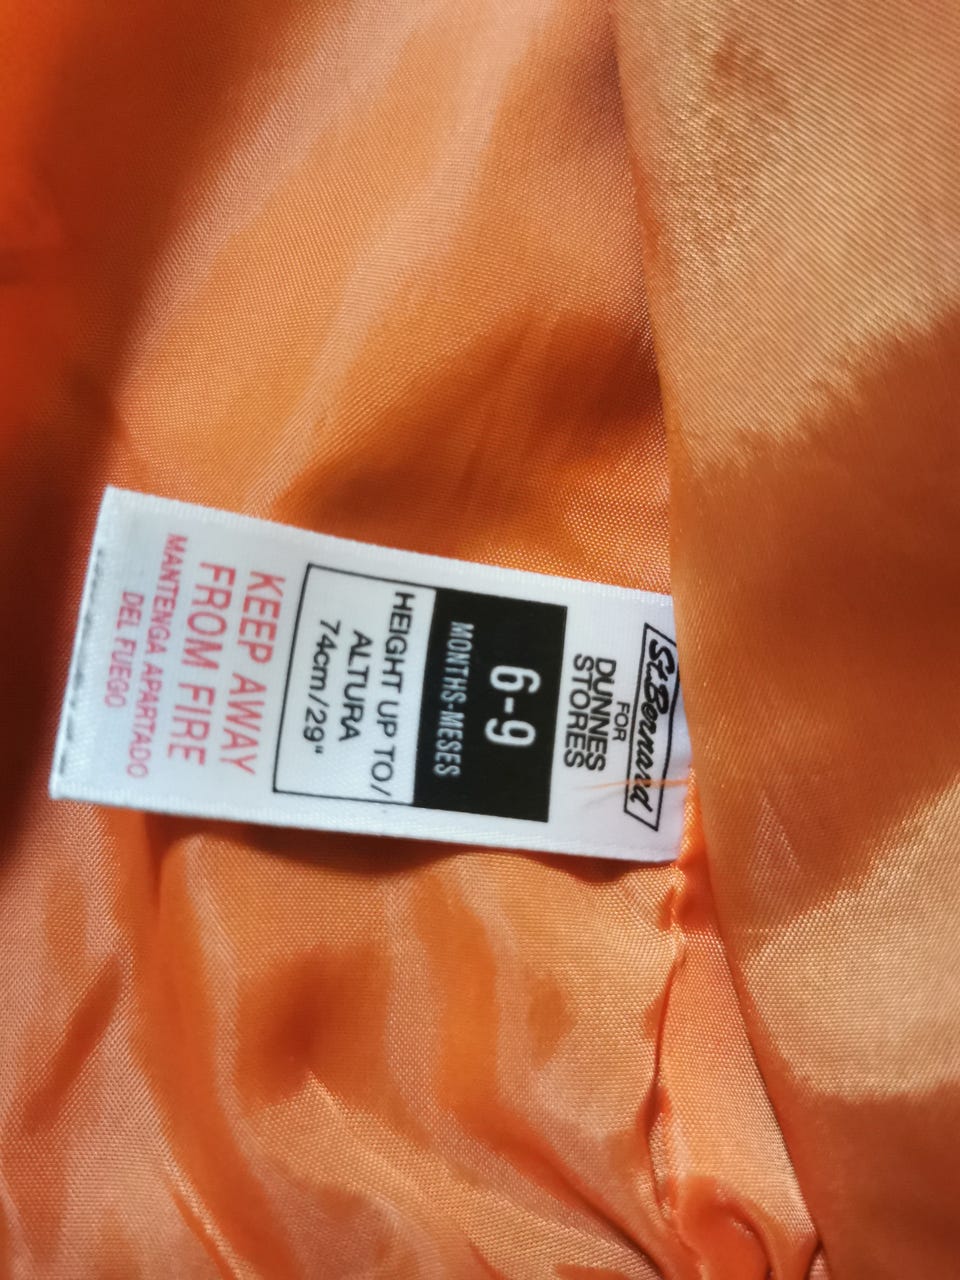 St.Bernard
FOR
DUNNES
STORES
6-9
MONTHS-MESES
HEIGHT UP TO/
ALTURA
74cm/29"
KEEP AWAY
FROM FIRE
MANTENGA APARTADO
DEL FUEGO